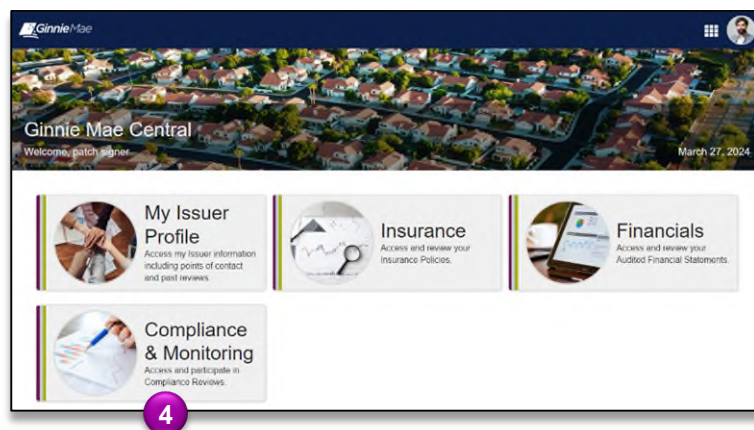 Ginnie Mae
Ginnie Mae Central
Welcome, patch signer
March 27, 2024
My Issuer
Profile
Access my Issuer information
including points of contact
and past reviews.
Insurance
Access and review your
Insurance Policies.
Financials
Access and review your
Audited Financial Statements.
Compliance
& Monitoring
Access and participate in
Compliance Reviews.
4